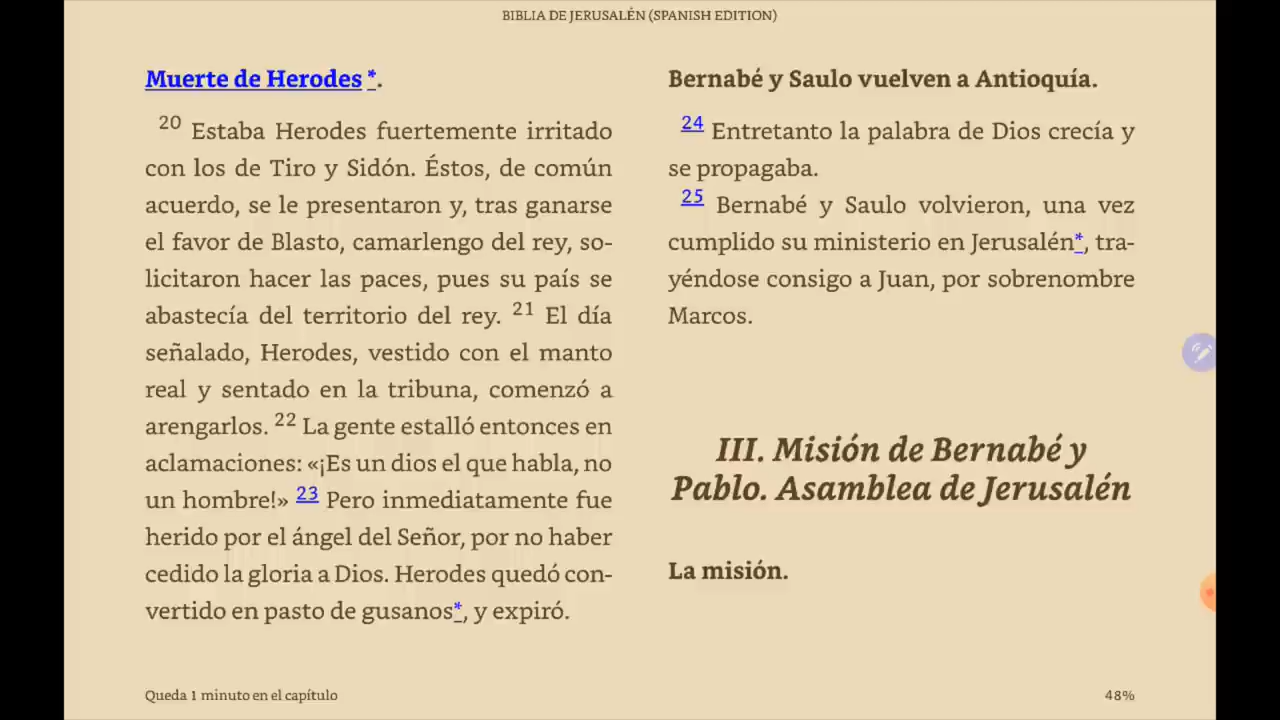 BIBLIA DE JERUSALÉN (SPANISH EDITION)
Muerte de Herodes *.
20 Estaba Herodes fuertemente irritado
con los de Tiro y Sidón. Éstos, de común
acuerdo, se le presentaron y, tras ganarse
el favor de Blasto, camarlengo del rey, so-
licitaron hacer las paces, pues su país se
abastecía del territorio del rey. 21 El día
señalado, Herodes, vestido con el manto
real y sentado en la tribuna, comenzó a
arengarlos. 22 La gente estalló entonces en
aclamaciones: «¡Es un dios el que habla, no
un hombre!» 23 Pero inmediatamente fue
herido por el ángel del Señor, por no haber
cedido la gloria a Dios. Herodes quedó con-
vertido en pasto de gusanos*, y expiró.
Bernabé y Saulo vuelven a Antioquía.
24 Entretanto la palabra de Dios crecía y
se propagaba.
25 Bernabé y Saulo volvieron, una vez
cumplido su ministerio en Jerusalén*, tra-
yéndose consigo a Juan, por sobrenombre
Marcos.
III. Misión de Bernabé y
Pablo. Asamblea de Jerusalén
La misión.
Queda 1 minuto en el capítulo
48%